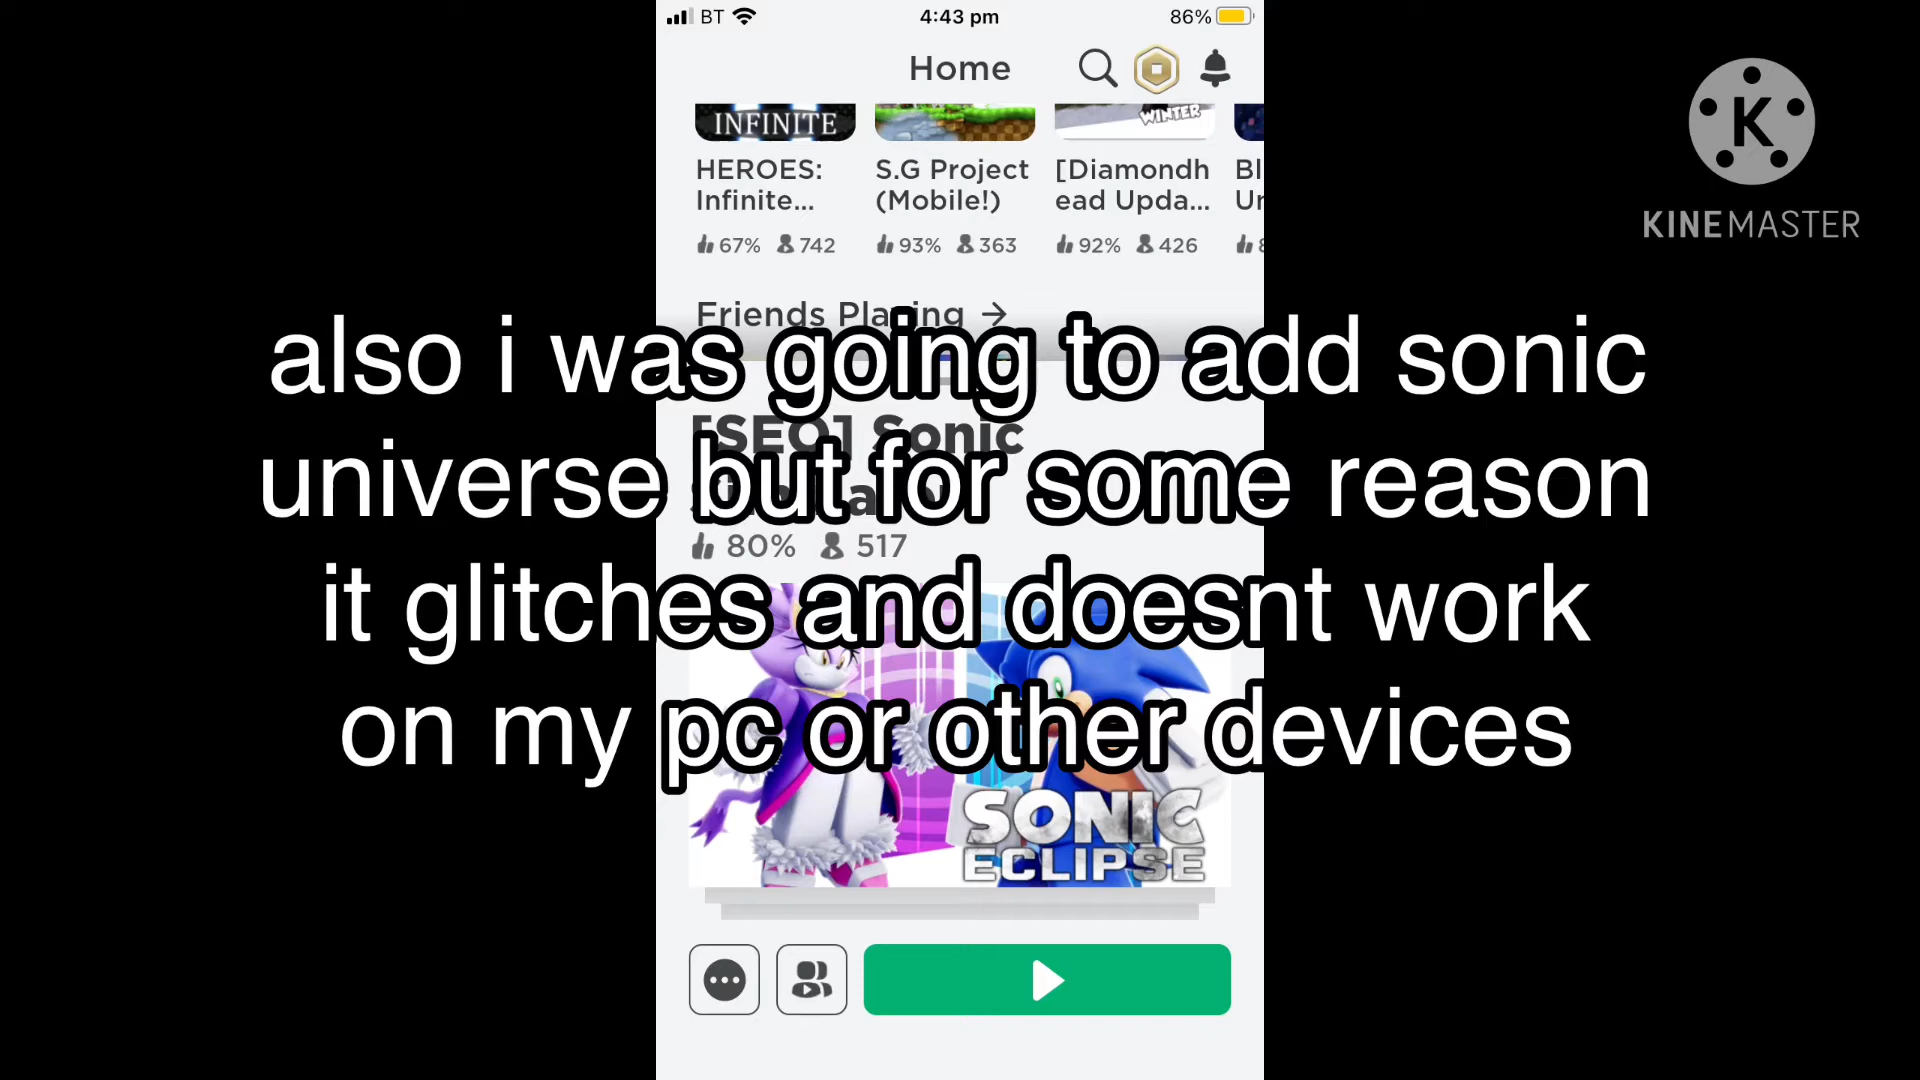 BT 4:43 pm 86%
Home
INFINITE WINTER
HEROES: Infinite...
S.G Project (Mobile!)
[Diamondh ead Upda...
Bl
Ur
67% 742 93% 363 92% 426
Friends Playing →
also i was going to add sonic
[SEO] Sonic
universe but for some reason
80% 517
it glitches and doesnt work
on my pc or other devices
SONIC
ECLIPSE
K
KINEMASTER